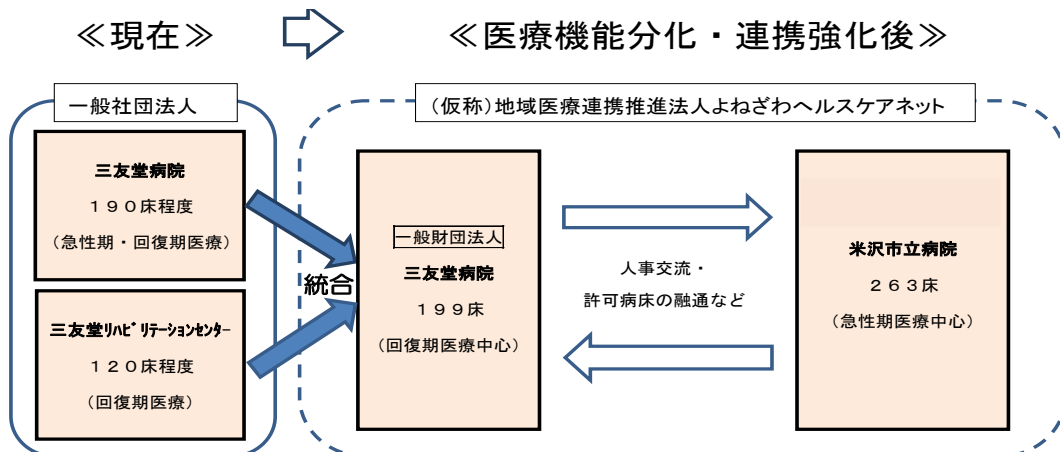 ≪現在≫
≪医療機能分化・連携強化後≫
一般社団法人
(仮称)地域医療連携推進法人よねざわヘルスケアネット
三友堂病院
190床程度
(急性期・回復期医療)
三友堂リハビリテーションセンター
120床程度
(回復期医療)
統合
一般財団法人
三友堂病院
199床
(回復期医療中心)
人事交流・
許可病床の融通など
米沢市立病院
263床
(急性期医療中心)